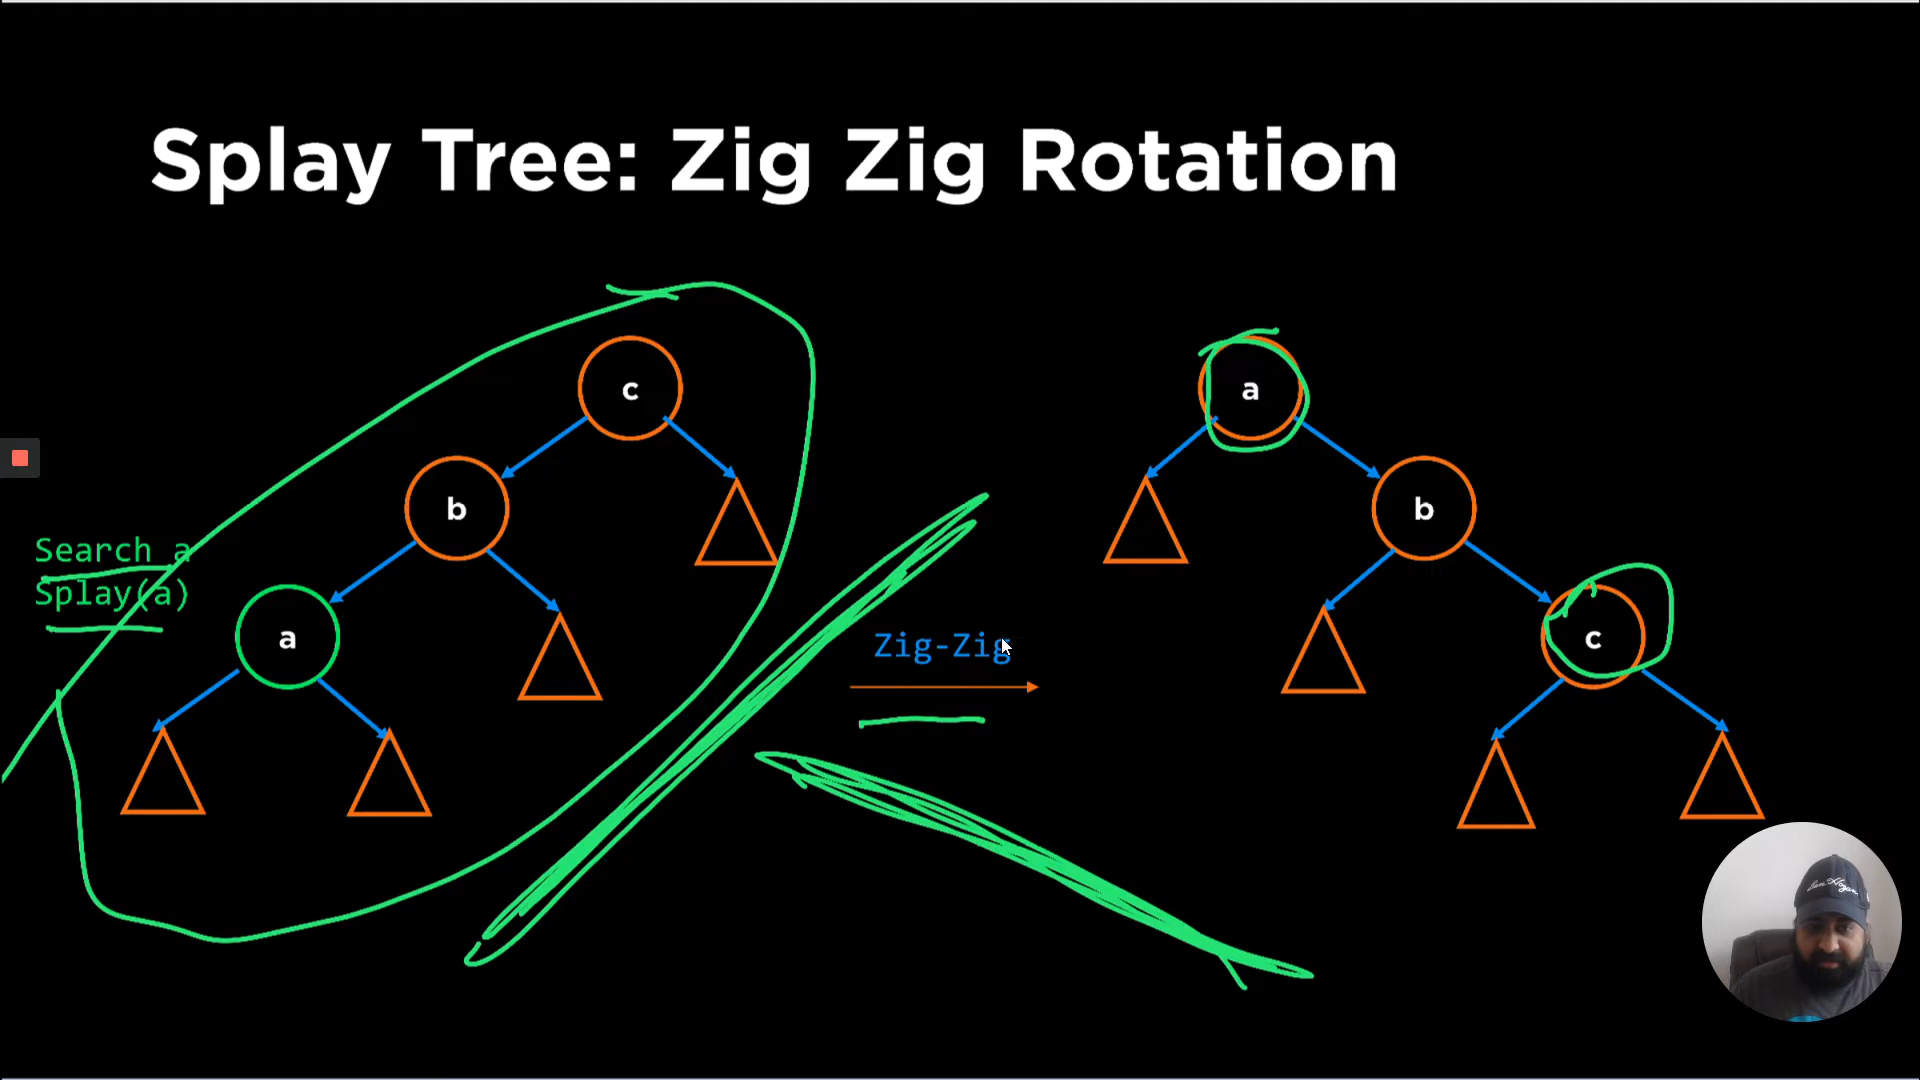 Splay Tree: Zig Zig Rotation
c
b
a
Search a
Splay(a)
Zig-Zig
a
b
c